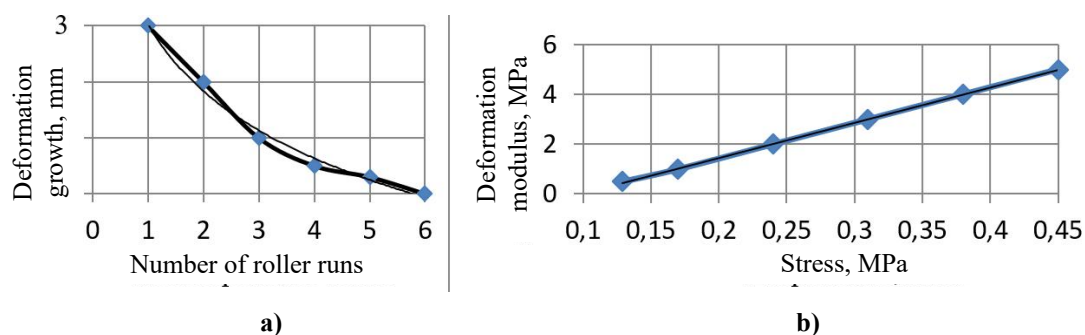 3
Deformation
growth, mm
0 1 2 3 4 5 6
Number of roller runs
a)
Deformation
modulus, MPa
6
4
2
0
0,1 0,15 0,2 0,25 0,3 0,35 0,4 0,45
Stress, MPa
b)